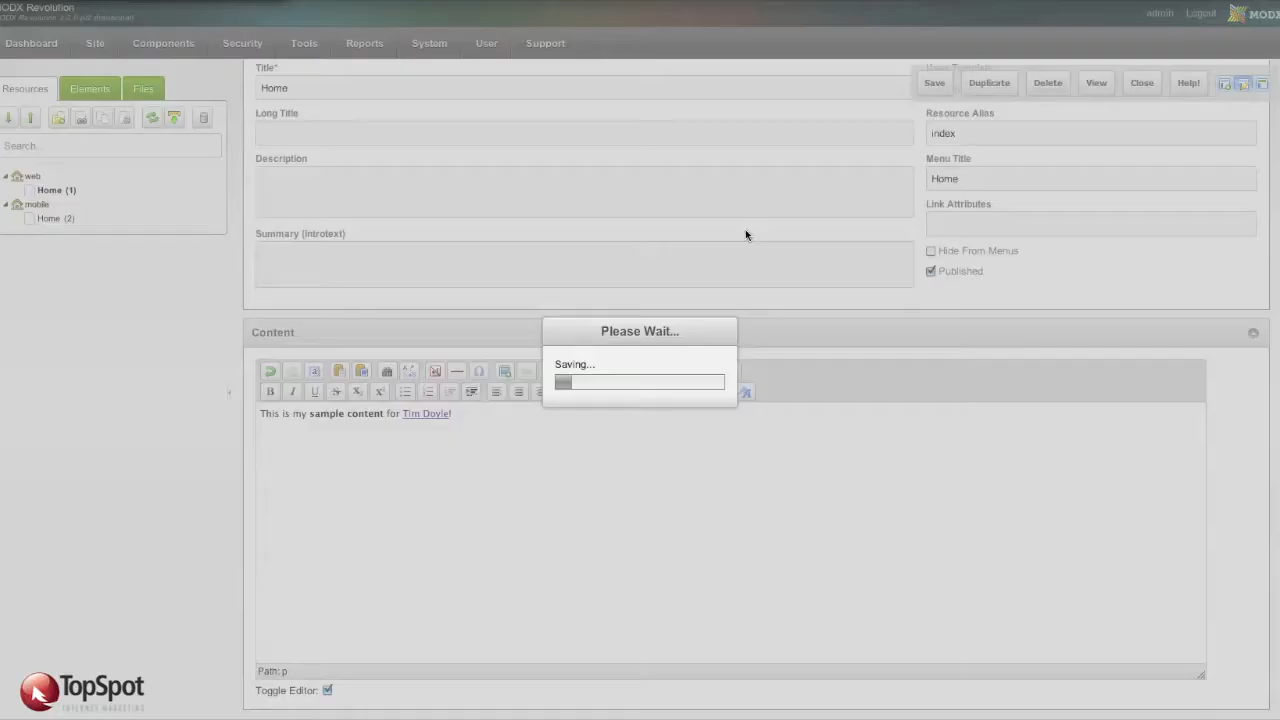 MODX Revolution
admin Logout MODX
Dashboard Site Components Security Tools Reports System User Support
Resources Elements Files
Search...
web
Home (1)
mobile
Home (2)
Title*
Home
Save Duplicate Delete View Close Help!
Long Title
Resource Alias
index
Description
Menu Title
Home
Link Attributes
Summary (introtext)
Hide From Menus
Published
Content
Please Wait...
Saving...
This is my sample content for Tim Doyle!
Path: p
Toggle Editor:
TopSpot
INTERNET MARKETING